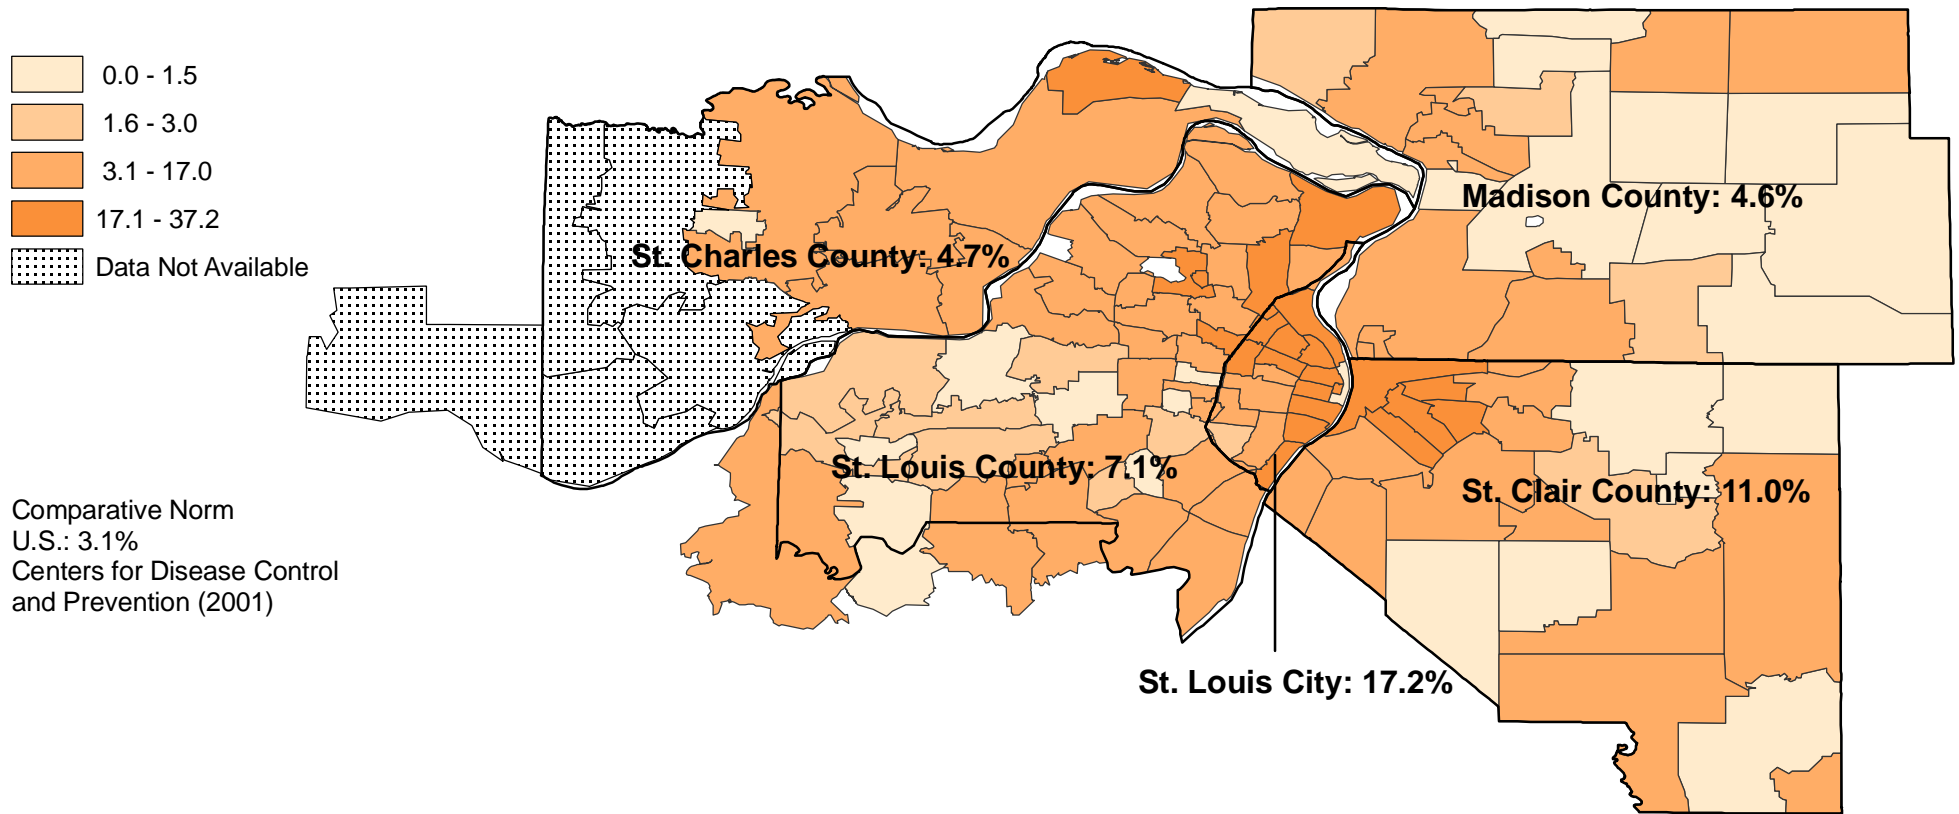 0.0 - 1.5
1.6 - 3.0
3.1 - 17.0
17.1 - 37.2
Data Not Available
Madison County: 4.6%
St. Charles County: 4.7%
St. Louis County: 7.1%
St. Clair County: 11.0%
Comparative Norm
U.S.: 3.1%
Centers for Disease Control
and Prevention (2001)
St. Louis City: 17.2%